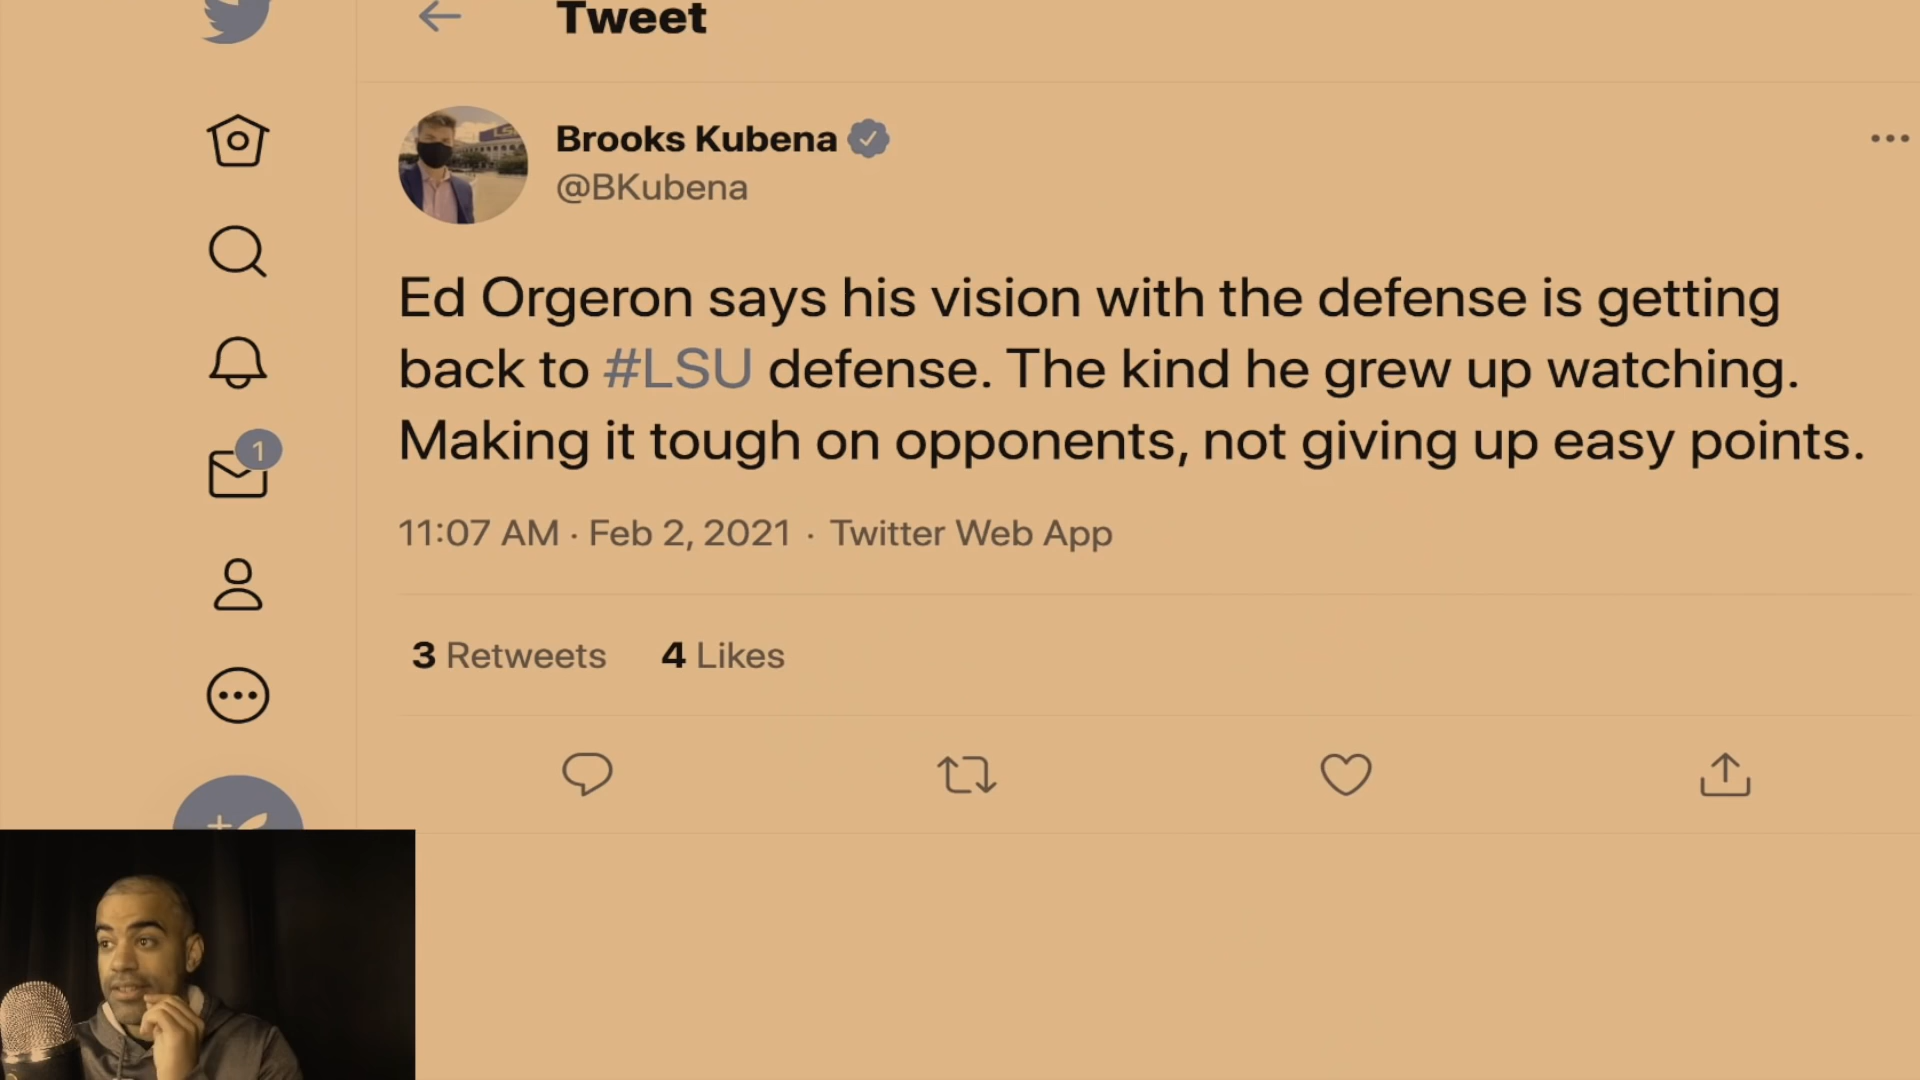 Tweet
Brooks Kubena
@BKubena
Ed Orgeron says his vision with the defense is getting
back to #LSU defense. The kind he grew up watching.
Making it tough on opponents, not giving up easy points.
1
11:07 AM · Feb 2, 2021 · Twitter Web App
3 Retweets 4 Likes